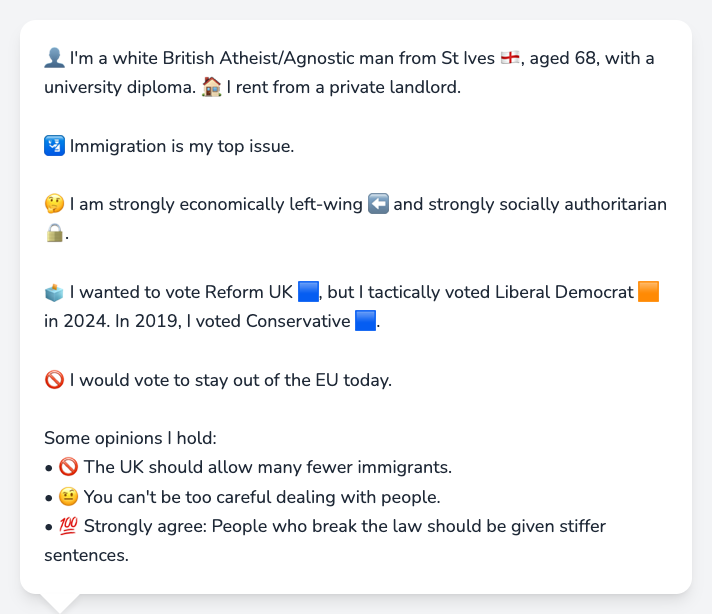 👤 I'm a white British Atheist/Agnostic man from St Ives 🏴󠁧󠁢󠁥󠁮󠁧󠁿, aged 68, with a
university diploma. 🏠 I rent from a private landlord.
🛂 Immigration is my top issue.
🤔 I am strongly economically left-wing ⬅️ and strongly socially authoritarian
🔒.
🗳️ I wanted to vote Reform UK 🟦, but I tactically voted Liberal Democrat 🟧
in 2024. In 2019, I voted Conservative 🟦.
🚫 I would vote to stay out of the EU today.
Some opinions I hold:
• 🚫 The UK should allow many fewer immigrants.
• 🤨 You can't be too careful dealing with people.
• 💯 Strongly agree: People who break the law should be given stiffer
sentences.